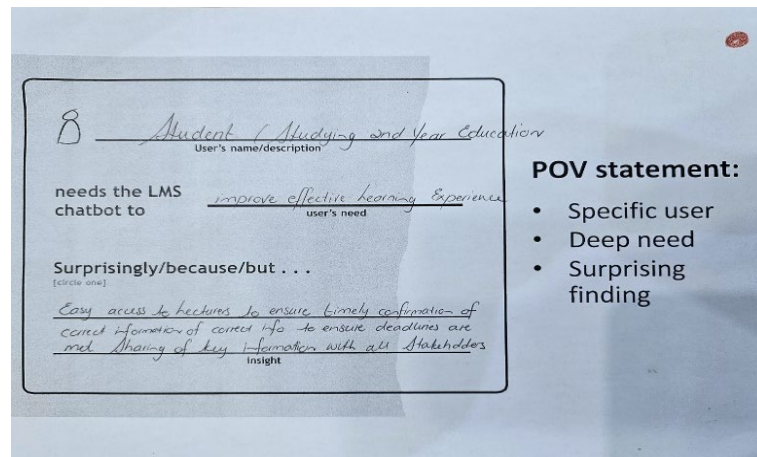 Student / Studying 2nd Year Education
User's name/description
needs the LMS
chatbot to
improve effective Learning Experience
user's need
Surprisingly/because/but . . .
[circle one]
Easy access to Lecturers to ensure timely confirmation of
correct information of correct info to ensure deadlines are
met Sharing of key information with all Stakeholders
insight
POV statement:
• Specific user
• Deep need
• Surprising
finding